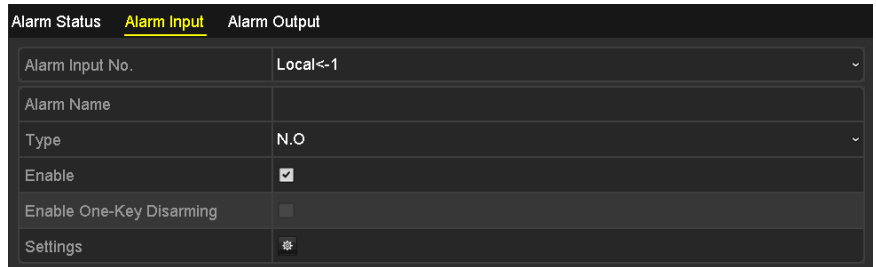 Alarm Status Alarm Input Alarm Output
Alarm Input No. Local<-1
Alarm Name
Type N.O
Enable
Enable One-Key Disarming
Settings